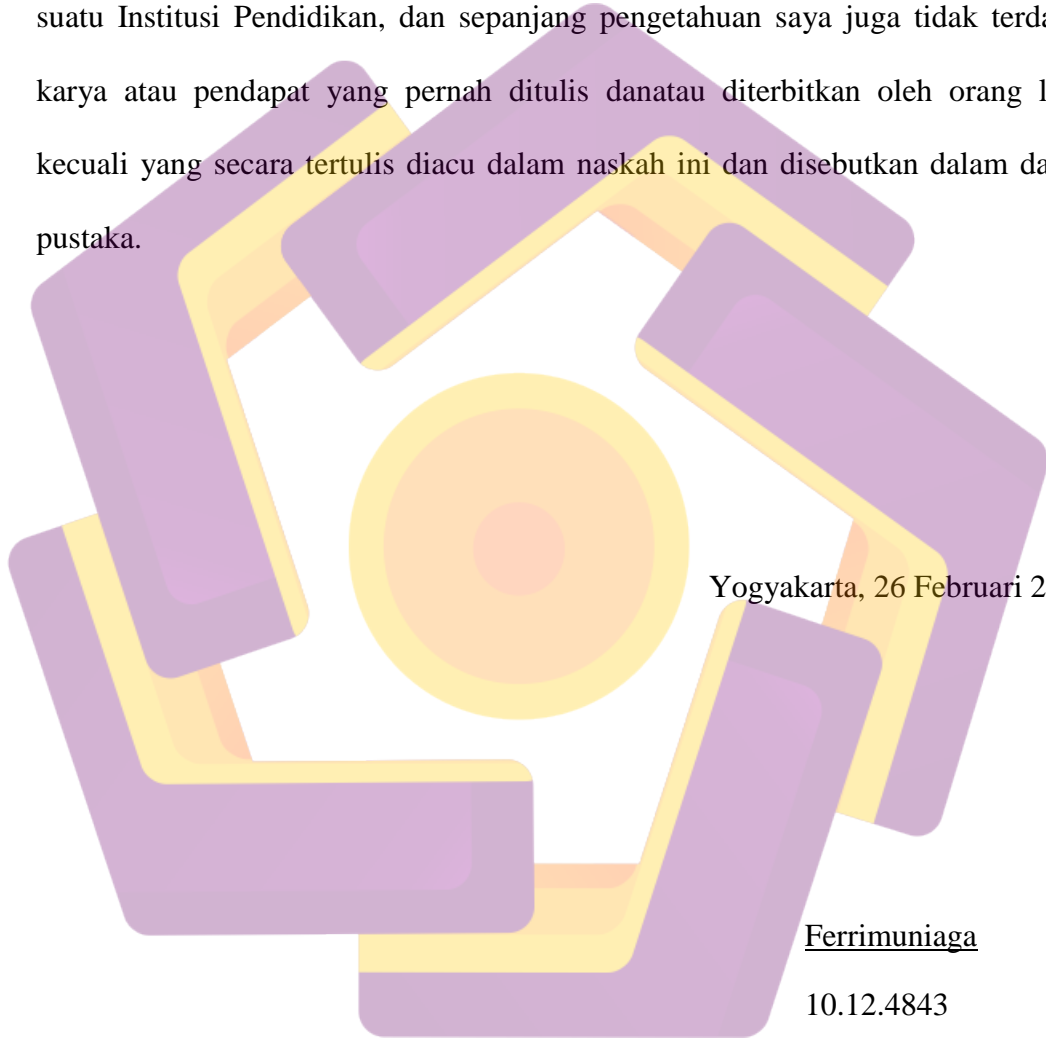 suatu Institusi Pendidikan, dan sepanjang pengetahuan saya juga tidak terda
karya atau pendapat yang pernah ditulis danatau diterbitkan oleh orang l
kecuali yang secara tertulis diacu dalam naskah ini dan disebutkan dalam da
pustaka.
Yogyakarta, 26 Februari 2
Ferrimuniaga
10.12.4843